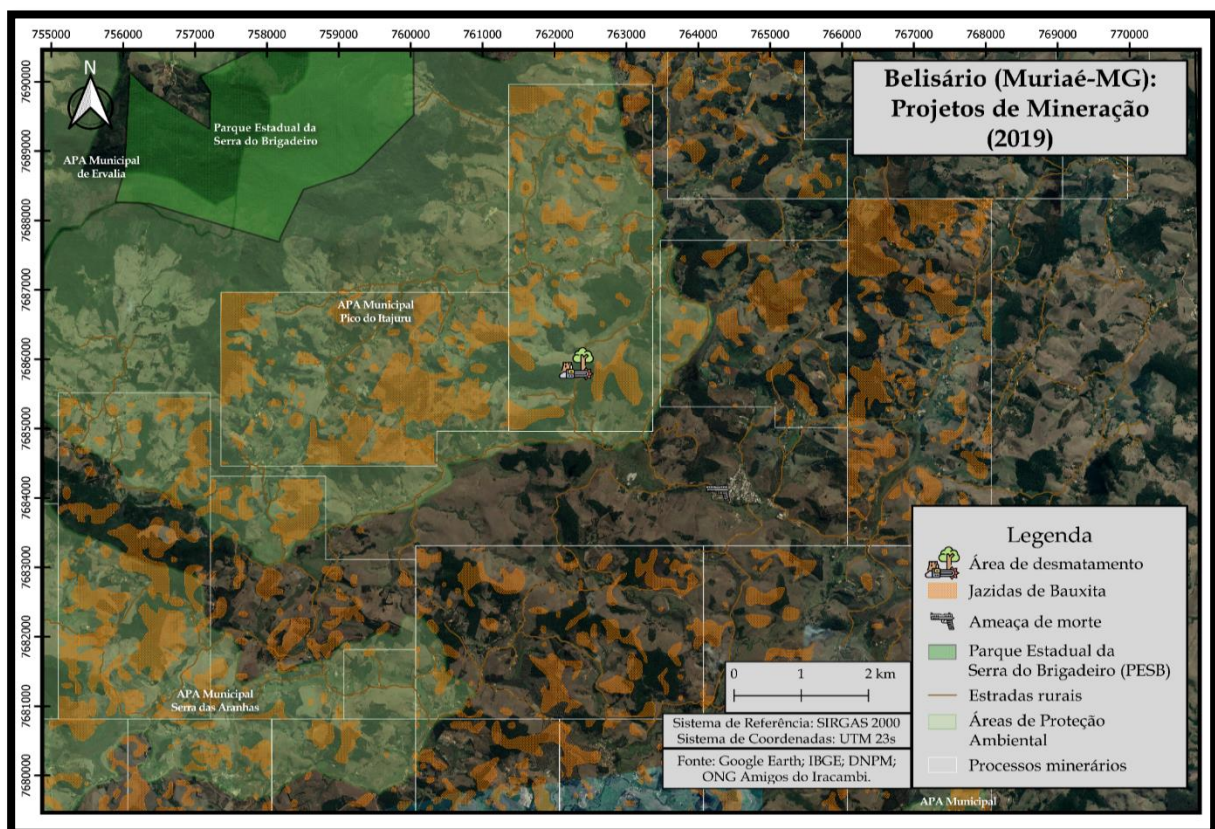 755000 756000 757000 758000 759000 760000 761000 762000 763000 764000 765000 766000 767000 768000 769000 770000
7690000
7689000
7688000
7687000
7686000
7685000
7684000
7683000
7682000
7681000
7680000
N
Belisário (Muriaé-MG):
Projetos de Mineração
(2019)
Parque Estadual da
Serra do Brigadeiro
APA Municipal
de Ervalia
APA Municipal
Pico do Itajuru
APA Municipal
Serra das Aranhas
Legenda
Área de desmatamento
Jazidas de Bauxita
Ameaça de morte
Parque Estadual da
Serra do Brigadeiro (PESB)
Estradas rurais
Áreas de Proteção
Ambiental
Processos minerários
0 1 2 km
Sistema de Referência: SIRGAS 2000
Sistema de Coordenadas: UTM 23s
Fonte: Google Earth; IBGE; DNPM;
ONG Amigos do Iracambi.
APA Municipal